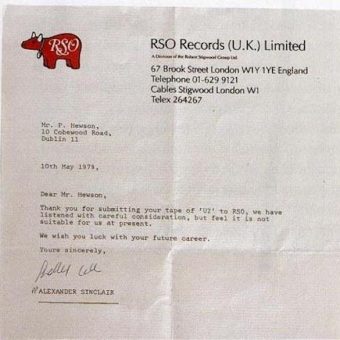 RSO
RSO Records (U.K.) Limited
A Division of the Robert Stigwood Group Ltd.
67 Brook Street London W1Y 1YE England
Telephone 01-629 9121
Cables Stigwood London W1
Telex 264267
Mr. P. Hewson,
10 Cobewood Road,
Dublin 11
10th May 1979,
Dear Mr. Hewson,
Thank you for submitting your tape of 'U2' to RSO, we have
listened with careful consideration, but feel it is not
suitable for us at present.
We wish you luck with your future career.
Yours sincerely,
ALEXANDER SINCLAIR